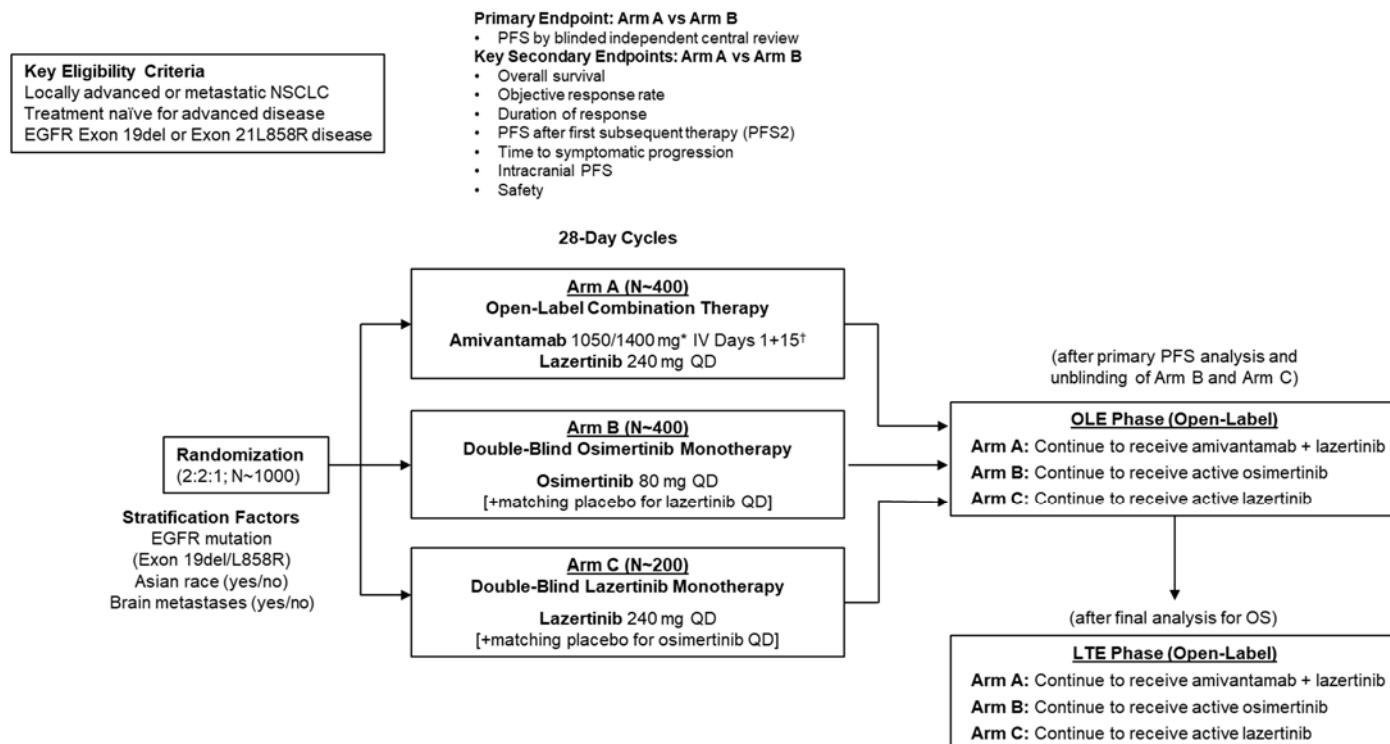 Primary Endpoint: Arm A vs Arm B
• PFS by blinded independent central review
Key Secondary Endpoints: Arm A vs Arm B
• Overall survival
• Objective response rate
• Duration of response
• PFS after first subsequent therapy (PFS2)
• Time to symptomatic progression
• Intracranial PFS
• Safety
Key Eligibility Criteria
Locally advanced or metastatic NSCLC
Treatment naïve for advanced disease
EGFR Exon 19del or Exon 21L858R disease
28-Day Cycles
Randomization
(2:2:1; N~1000)
Stratification Factors
EGFR mutation
(Exon 19del/L858R)
Asian race (yes/no)
Brain metastases (yes/no)
Arm A (N~400)
Open-Label Combination Therapy
Amivantamab 1050/1400 mg* IV Days 1+15†
Lazertinib 240 mg QD
Arm B (N~400)
Double-Blind Osimertinib Monotherapy
Osimertinib 80 mg QD
[+matching placebo for lazertinib QD]
Arm C (N~200)
Double-Blind Lazertinib Monotherapy
Lazertinib 240 mg QD
[+matching placebo for osimertinib QD]
(after primary PFS analysis and
unblinding of Arm B and Arm C)
OLE Phase (Open-Label)
Arm A: Continue to receive amivantamab + lazertinib
Arm B: Continue to receive active osimertinib
Arm C: Continue to receive active lazertinib
(after final analysis for OS)
LTE Phase (Open-Label)
Arm A: Continue to receive amivantamab + lazertinib
Arm B: Continue to receive active osimertinib
Arm C: Continue to receive active lazertinib